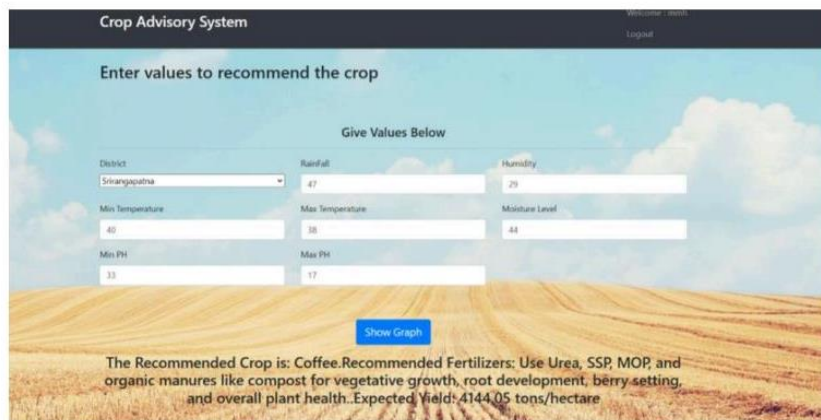 Crop Advisory System
Welcome : mmh
Logout
Enter values to recommend the crop
Give Values Below
District
RainFall
Humidity
Srirangapatna
47
29
Min Temperature
Max Temperature
Moisture Level
40
38
44
Min PH
Max PH
33
17
Show Graph
The Recommended Crop is: Coffee.Recommended Fertilizers: Use Urea, SSP, MOP, and
organic manures like compost for vegetative growth, root development, berry setting,
and overall plant health..Expected Yield: 4144.05 tons/hectare